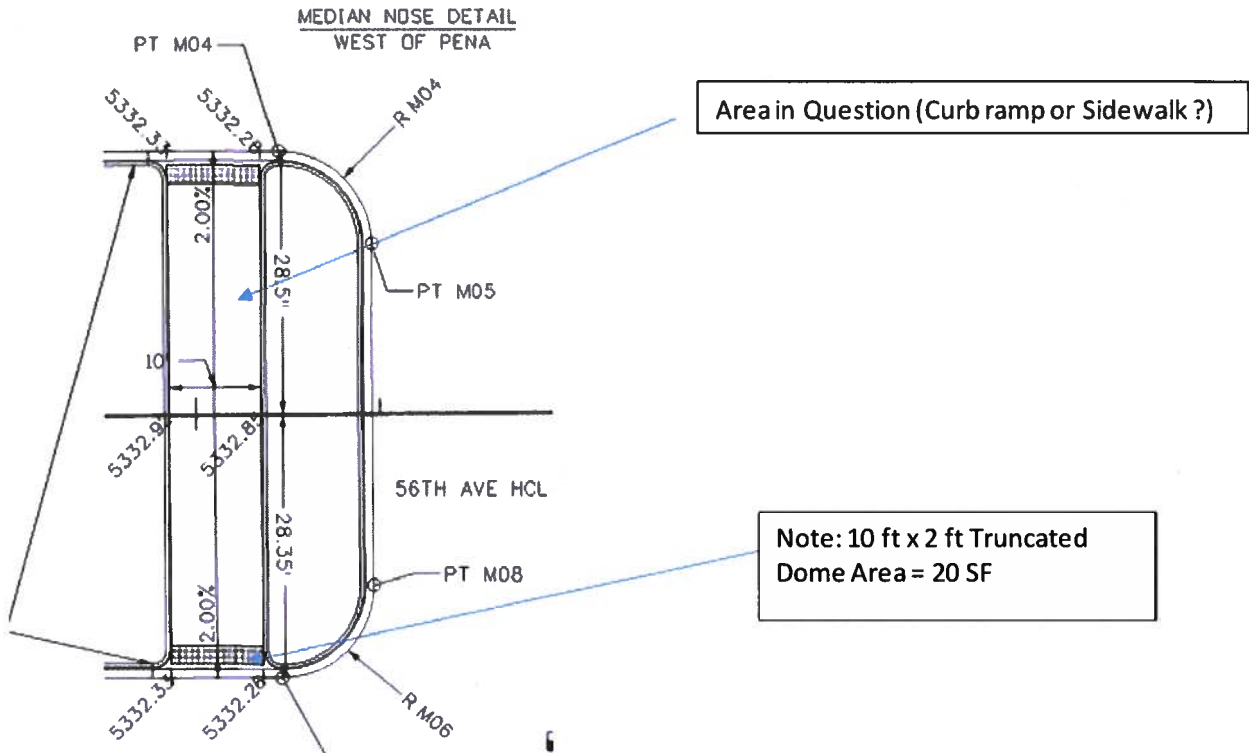 MEDIAN NOSE DETAIL
WEST OF PENA
PT M04
5332.33
5332.28
R M04
Area in Question (Curb ramp or Sidewalk ?)
2.00%
28.5'
PT M05
10'
5332.9
5332.85
56TH AVE HCL
28.35'
Note: 10 ft x 2 ft Truncated
Dome Area = 20 SF
PT M08
2.00%
5332.33
5332.28
R M06